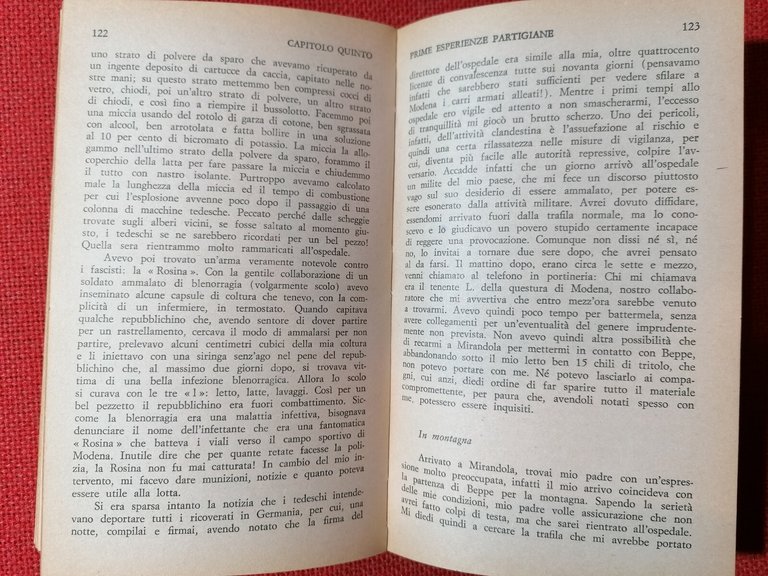 122
CAPITOLO QUINTO
uno strato di polvere da sparo che avevamo ricuperato da
un ingente deposito di cartucce da caccia, capitate nelle no-
stre mani; su questo strato mettemmo ben compressi cocci di
vetro, chiodi, poi un'altro strato di polvere, un altro strato
di chiodi, e così fino a riempire il bussolotto. Facemmo poi
una miccia usando del rotolo di garza di cotone, ben sgrassata
con alcool, ben arrotolata e fatta bollire in una soluzione
al 10 per cento di bicromato di potassio. La miccia la allo-
gammo nell'ultimo strato della polvere da sparo, forammo il
coperchio della latta per fare passare la miccia e chiudemmo
il tutto con nastro isolante. Purttroppo avevamo calcolato
male la lunghezza della miccia ed il tempo di combustione
per cui l'esplosione avvenne poco dopo il passaggio di una
colonna di macchine tedesche. Peccato perché dalle schegge
trovate sugli alberi vicini, se fosse saltato al momento giu-
sto, i tedeschi se ne sarebbero ricordati per un bel pezzo!
Quella sera rientrammo molto rammaricati all'ospedale.
Avevo poi trovato un'arma veramente notevole contro
i fascisti: la « Rosina ». Con la gentile collaborazione di un
soldato ammalato di blenorragia (volgarmente scolo) avevo
inseminato alcune capsule di coltura che tenevo, con la com-
plicità di un infermiere, in termostato. Quando capitava
qualche repubblichino che, avendo sentore di dover partire
per un rastrellamento, cercava il modo di ammalarsi per non
partire, prelevavo alcuni centimetri cubici della mia coltura
e li iniettavo con una siringa senz'ago nel pene del repub-
blichino che, al massimo due giorni dopo, si trovava vit-
tima di una bella infezione blenorragica. Allora lo scolo
si curava con le tre « l »: letto, latte, lavaggi. Così per un
bel pezzetto il repubblichino era fuori combattimento. Sic-
come la blenorragia era una malattia infettiva, bisognava
denunciare il nome dell'infettante che era una fantomatica
« Rosina » che batteva i viali verso il campo sportivo di
Modena. Inutile dire che per quante retate facesse la poli-
zia, la Rosina non fu mai catturata! In cambio del mio in-
tervento, mi facevo dare munizioni, notizie e quanto poteva
essere utile alla lotta.
Si era sparsa intanto la notizia che i tedeschi intende-
vano deportare tutti i ricoverati in Germania, per cui, una
notte, compilai e firmai, avendo notato che la firma del
PRIME ESPERIENZE PARTIGIANE
123
direttore dell'ospedale era simile alla mia, oltre quattrocento
licenze di convalescenza tutte sui novanta giorni (pensavamo
infatti che sarebbero stati sufficienti per vedere sfilare a
Modena i carri armati alleati!). Mentre i primi tempi allo
ospedale ero vigile ed attento a non smascherarmi, l'eccesso
di tranquillità mi giocò un brutto scherzo. Uno dei pericoli,
infatti, dell'attività clandestina è l'assuefazione al rischio e
quindi una certa rilassatezza nelle misure di vigilanza, per
cui, diventa più facile alle autorità repressive, colpire l'av-
versario. Accadde infatti che un giorno arrivò all'ospedale
un milite del mio paese, che mi fece un discorso piuttosto
vago sul suo desiderio di essere ammalato, per potere es-
sere esonerato dalla attività militare. Avrei dovuto diffidare,
essendomi arrivato fuori dalla trafila normale, ma lo cono-
scevo e lo giudicavo un povero stupido certamente incapace
di reggere una provocazione. Comunque non dissi né sì, né
no, lo invitai a tornare due sere dopo, che avrei pensato
al da farsi. Il mattino dopo, erano circa le sette e mezzo,
venni chiamato al telefono in portineria: Chi mi chiamava
era il tenente L. della questura di Modena, nostro collabo-
ratore che mi avvertiva che entro mezz'ora sarebbe venuto
a trovarmi. Avevo quindi poco tempo per battermela, senza
avere collegamenti per un'eventualità del genere imprudente-
mente non prevista. Non avevo quindi altra possibilità che
di recarmi a Mirandola per mettermi in contatto con Beppe,
abbandonando sotto il mio letto ben 15 chili di tritolo, che
non potevo portare con me. Né potevo lasciarlo ai compa-
gni, cui anzi, diedi ordine di far sparire tutto il materiale
compromettente, per paura che, avendoli notati spesso con
me, potessero essere inquisiti.
In montagna
Arrivato a Mirandola, trovai mio padre con un'espres-
sione molto preoccupata, infatti il mio arrivo coincideva con
la partenza di Beppe per la montagna. Sapendo la serietà
delle mie condizioni, mio padre volle assicurazione che non
avrei fatto colpi di testa, ma che sarei rientrato all'ospedale.
Mi diedi quindi a cercare la trafila che mi avrebbe portato